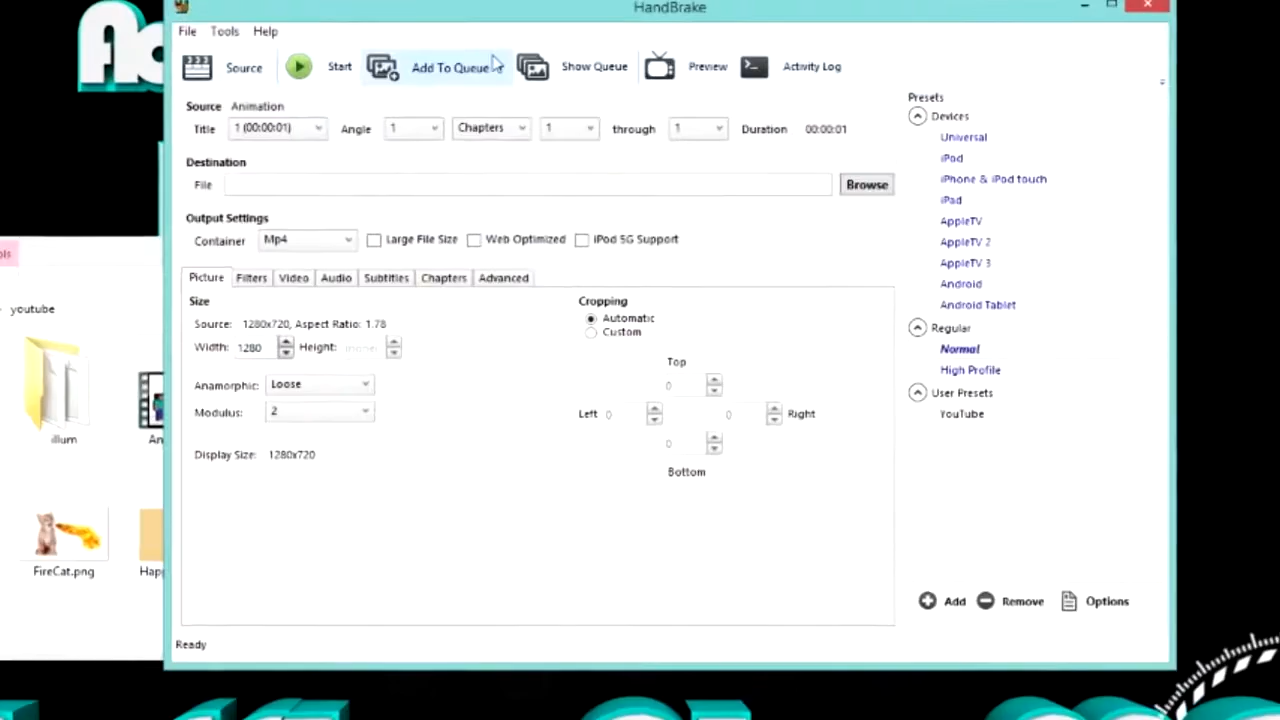 HandBrake
File Tools Help
Source Start Add To Queue Show Queue Preview Activity Log
Source Animation
Title 1 (00:00:01) Angle 1 Chapters 1 through 1 Duration 00:00:01
Destination
File Browse
Output Settings
Container Mp4 Large File Size Web Optimized iPod 5G Support
Picture Filters Video Audio Subtitles Chapters Advanced
Size
Source: 1280x720, Aspect Ratio: 1.78
Width: 1280 Height: (none)
Anamorphic: Loose
Modulus: 2
Display Size: 1280x720
Cropping
Automatic
Custom
Top
0
Left 0 0 Right
0
Bottom
Presets
Devices
Universal
iPod
iPhone & iPod touch
iPad
AppleTV
AppleTV 2
AppleTV 3
Android
Android Tablet
Regular
Normal
High Profile
User Presets
YouTube
Add Remove Options
Ready
ols
youtube
illum
An
FireCat.png
Happ